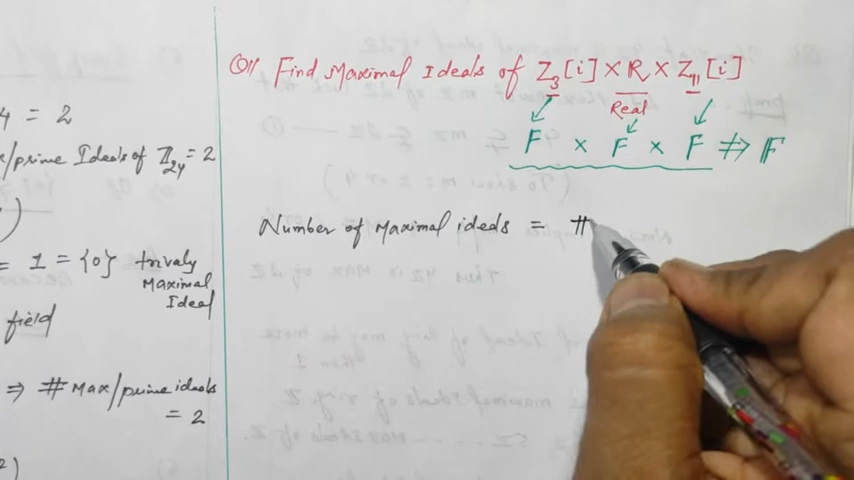 4 = 2
x/prime Ideals of Z24 = 2
= 1 = {0} trivaly
Maximal
Ideal
field
⇒ # Max/prime ideals
= 2
Q1/ Find Maximal Ideals of Z3[i] × R × Z11[i]
Real
F × F × F ⇏ F
Number of Maximal ideals = #